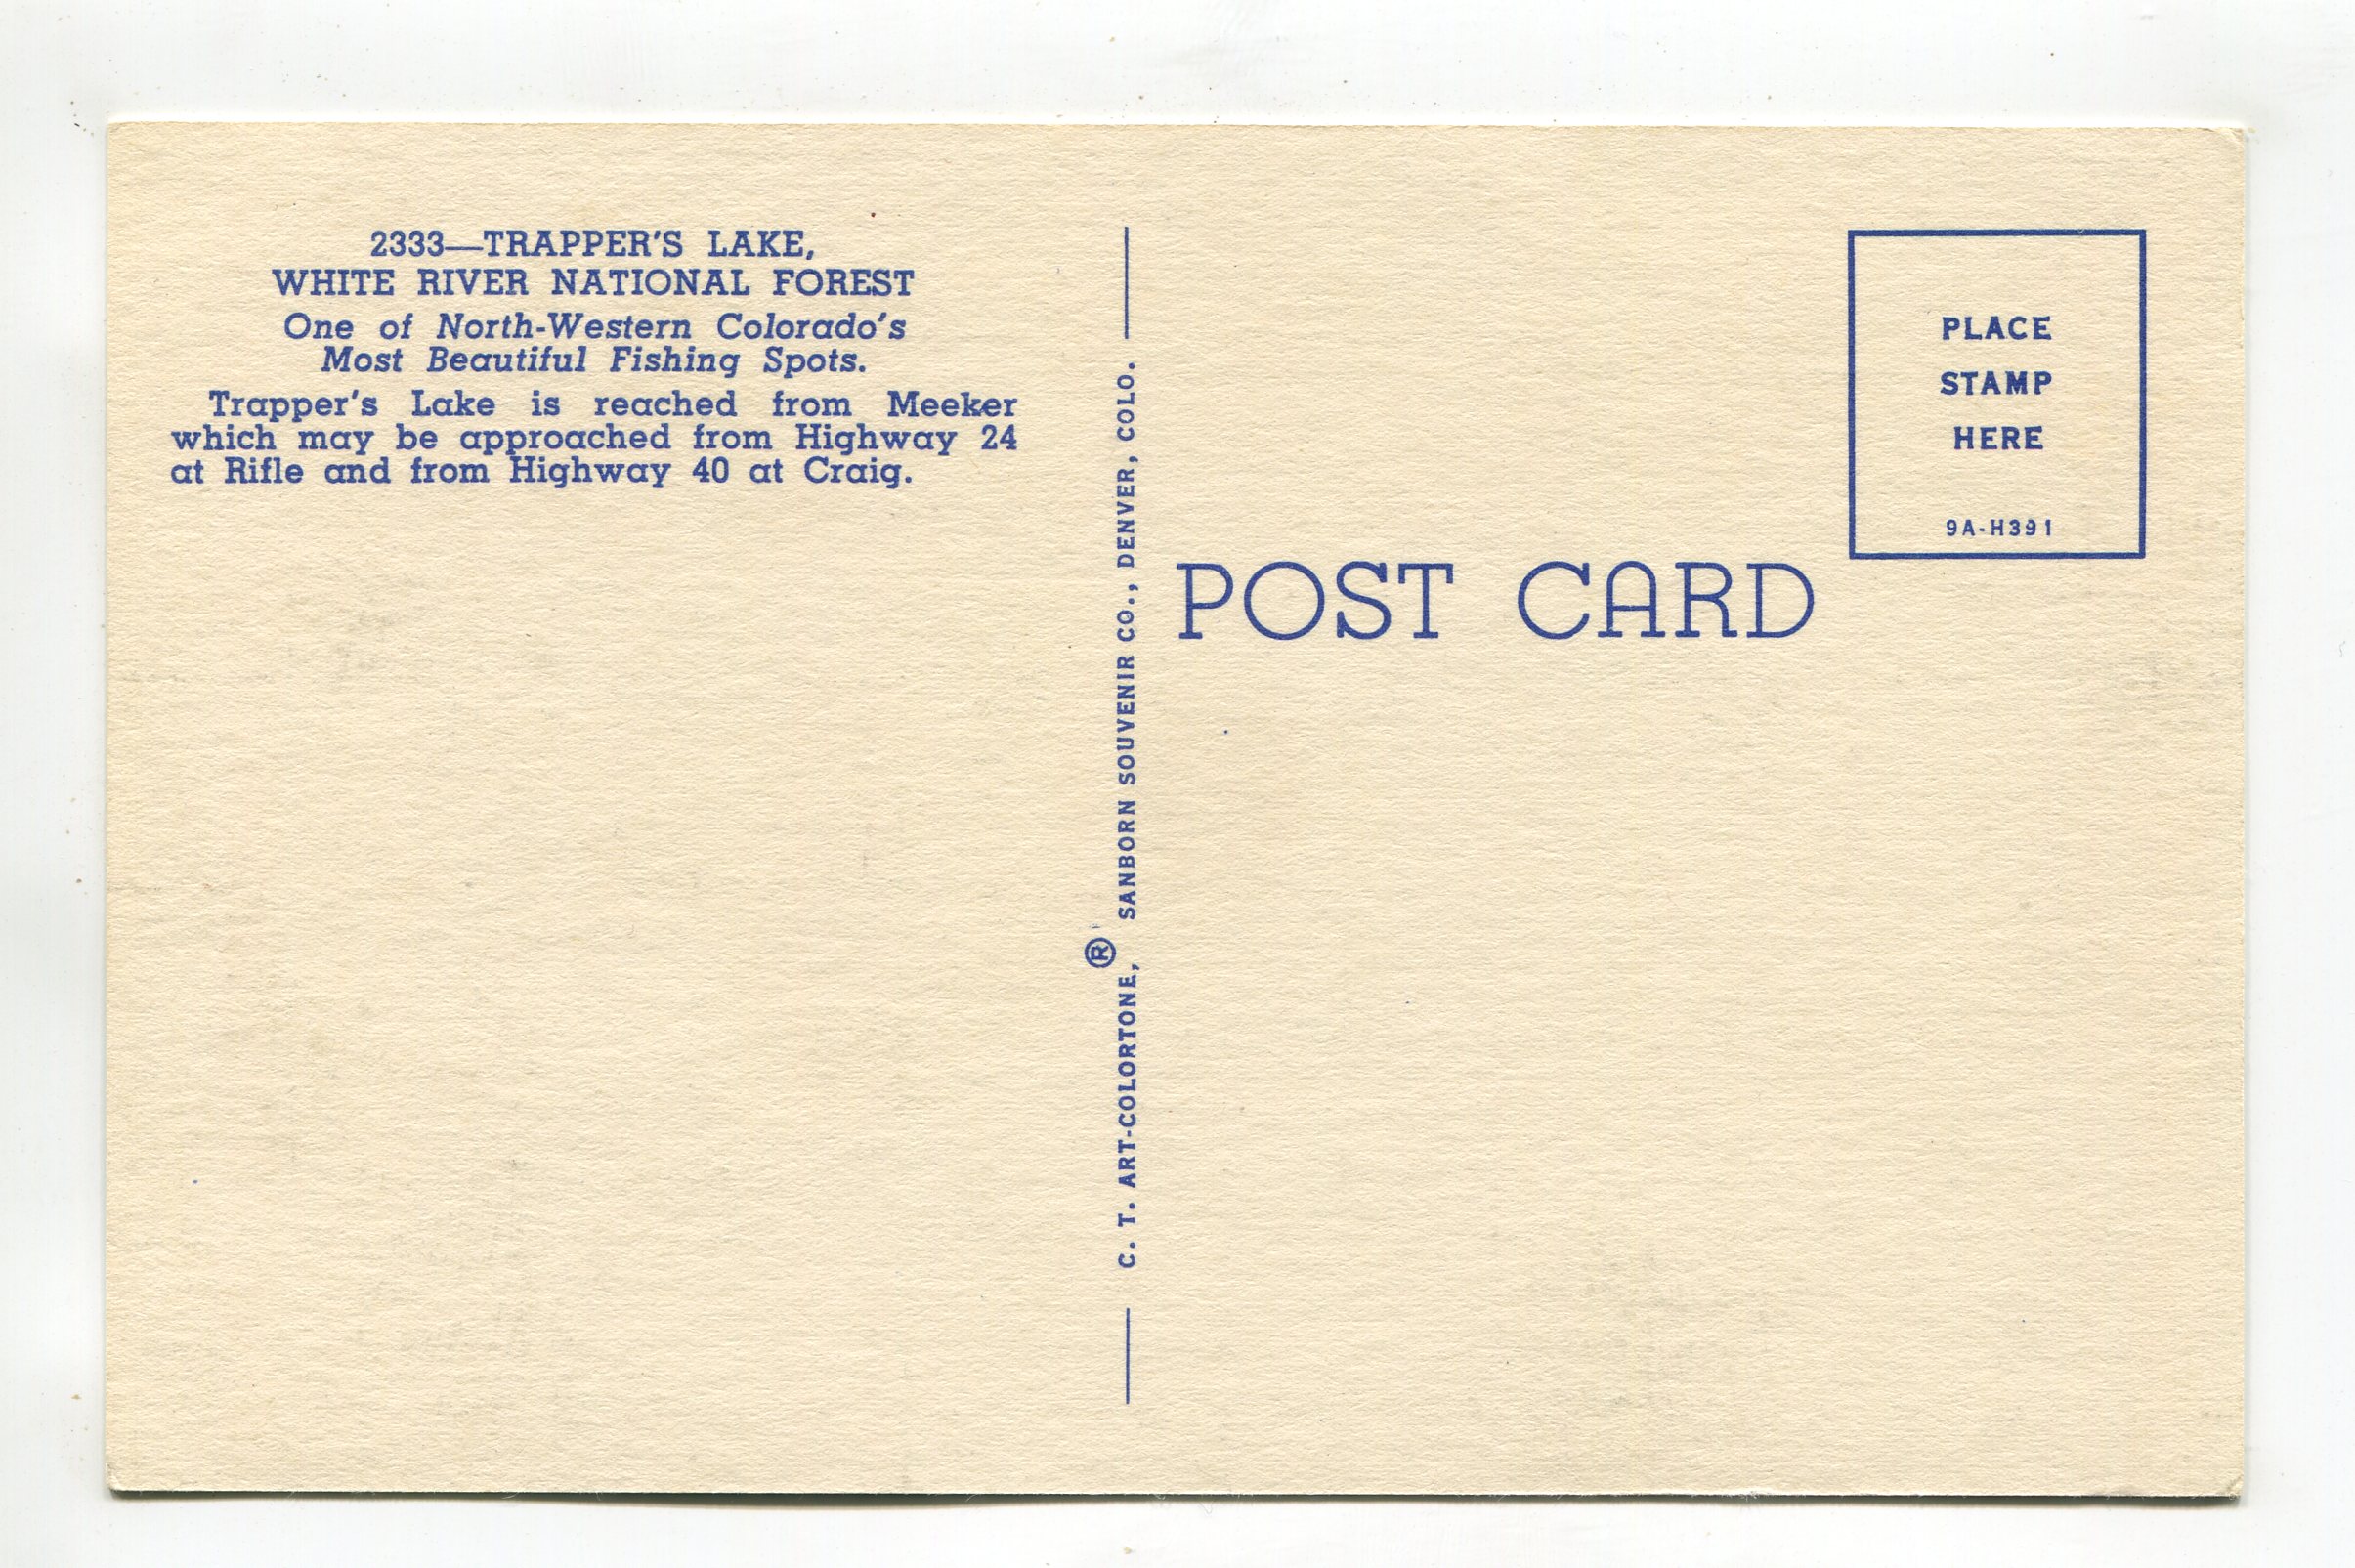 2333—TRAPPER'S LAKE,
WHITE RIVER NATIONAL FOREST
One of North-Western Colorado's
Most Beautiful Fishing Spots.
Trapper's Lake is reached from Meeker
which may be approached from Highway 24
at Rifle and from Highway 40 at Craig.
C. T. ART-COLORTONE, ® SANBORN SOUVENIR CO., DENVER, COLO.
POST CARD
PLACE
STAMP
HERE
9A-H391